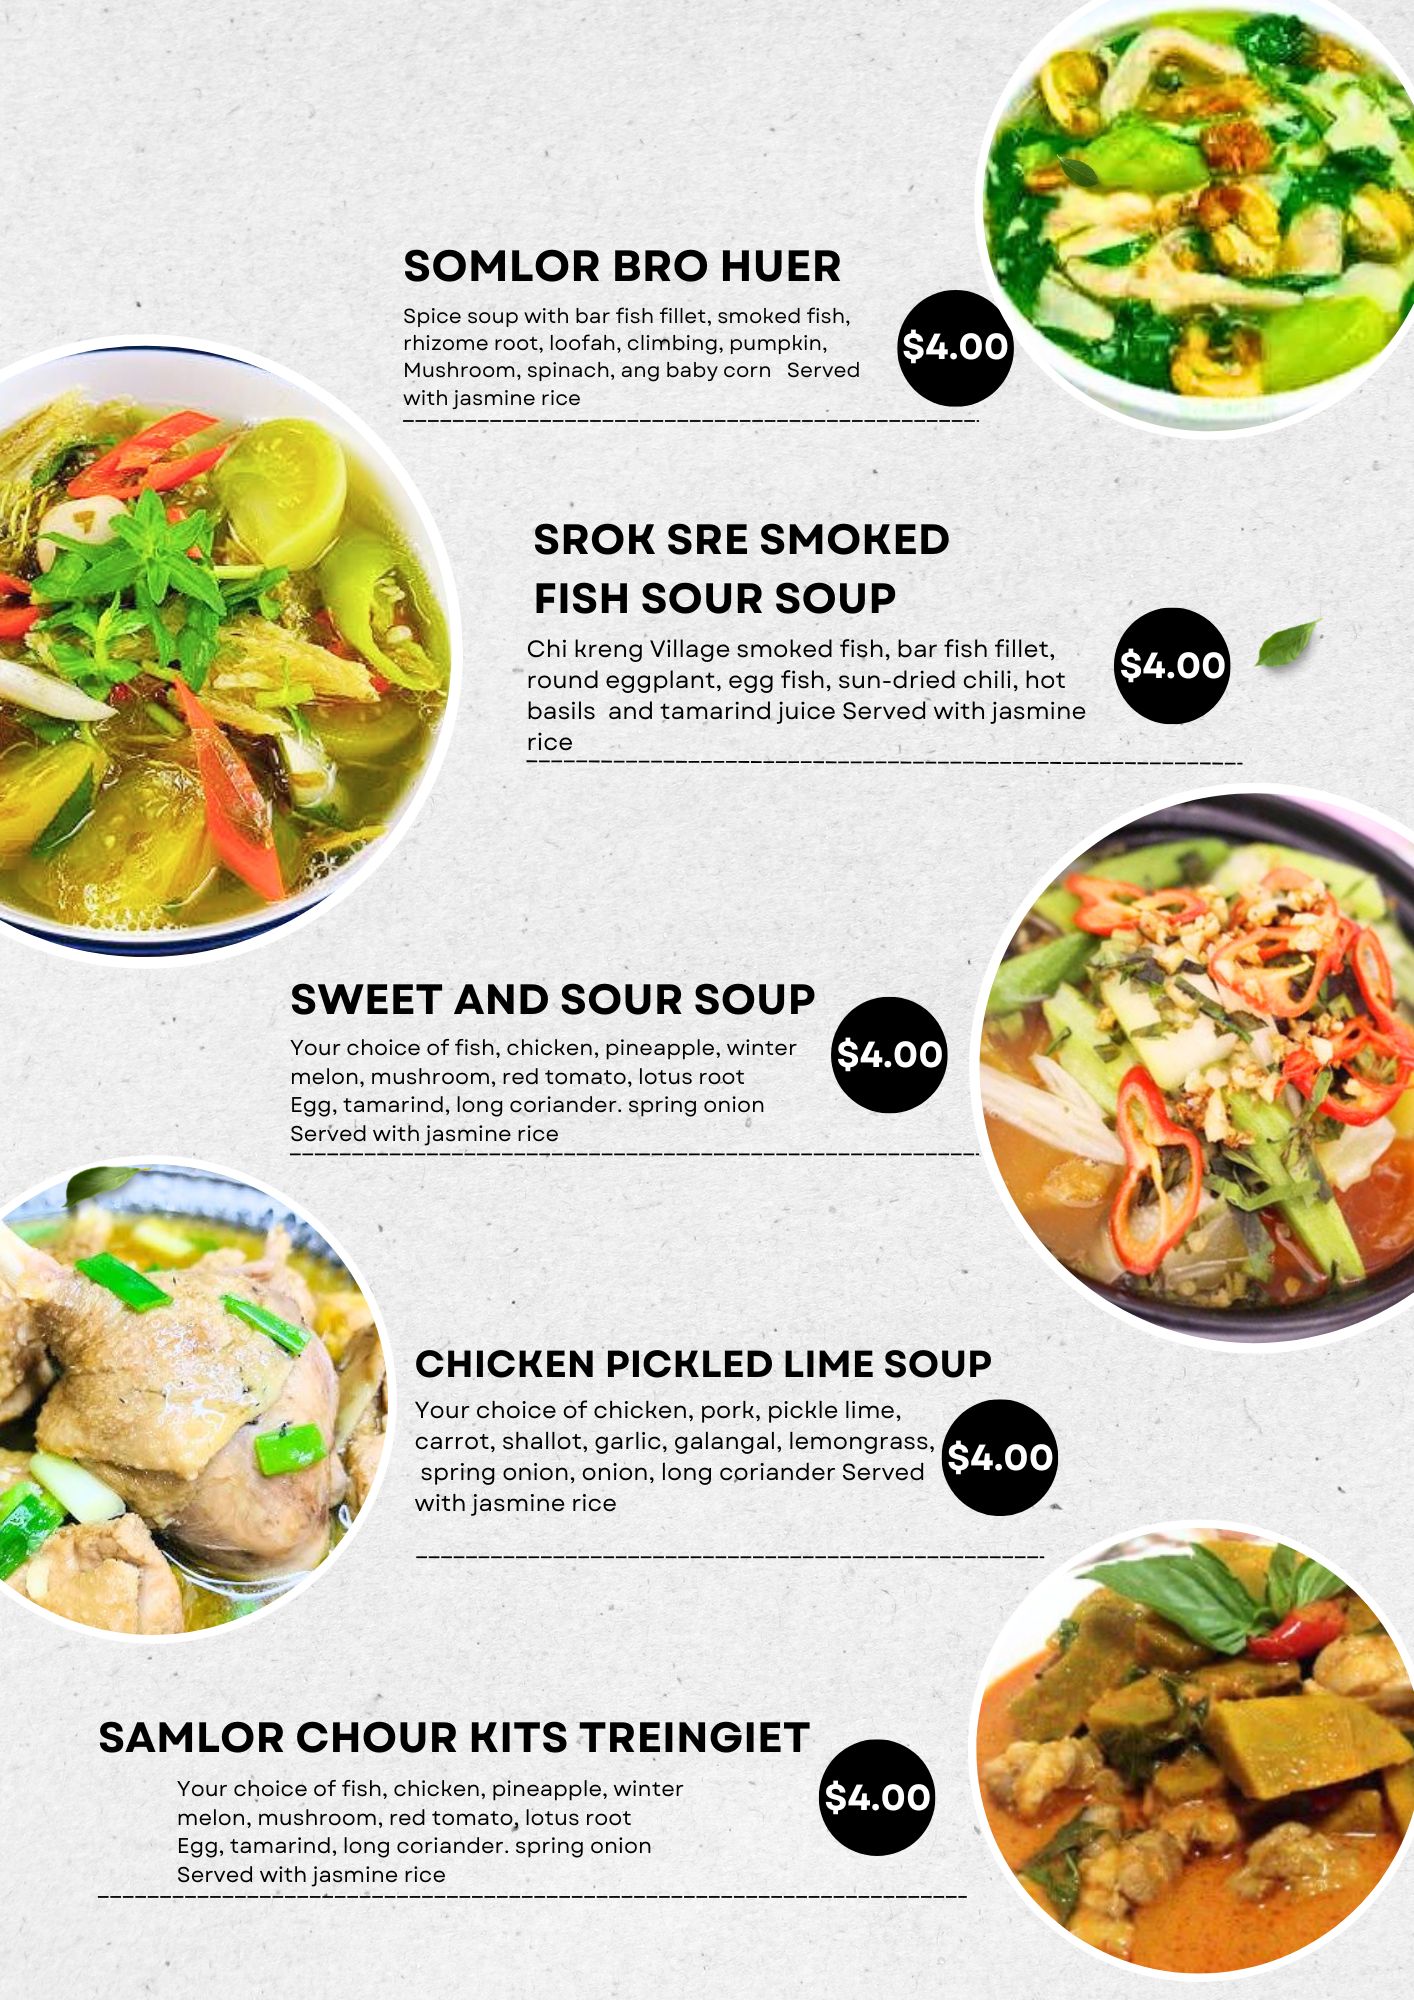 SOMLOR BRO HUER
Spice soup with bar fish fillet, smoked fish,
rhizome root, loofah, climbing, pumpkin,
Mushroom, spinach, ang baby corn Served
with jasmine rice
$4.00
SROK SRE SMOKED
FISH SOUR SOUP
Chi kreng Village smoked fish, bar fish fillet,
round eggplant, egg fish, sun-dried chili, hot
basils and tamarind juice Served with jasmine
rice
$4.00
SWEET AND SOUR SOUP
Your choice of fish, chicken, pineapple, winter
melon, mushroom, red tomato, lotus root
Egg, tamarind, long coriander. spring onion
Served with jasmine rice
$4.00
CHICKEN PICKLED LIME SOUP
Your choice of chicken, pork, pickle lime,
carrot, shallot, garlic, galangal, lemongrass,
spring onion, onion, long coriander Served
with jasmine rice
$4.00
SAMLOR CHOUR KITS TREINGIET
Your choice of fish, chicken, pineapple, winter
melon, mushroom, red tomato, lotus root
Egg, tamarind, long coriander. spring onion
Served with jasmine rice
$4.00